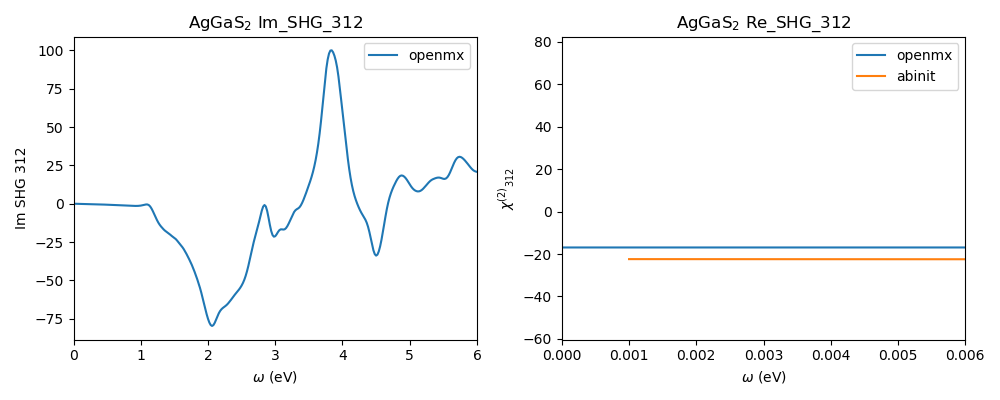 AgGaS₂ Im_SHG_312
openmx
Im SHG 312
100
75
50
25
0
−25
−50
−75
0 1 2 3 4 5 6
ω (eV)
AgGaS₂ Re_SHG_312
openmx
abinit
χ⁽²⁾₃₁₂
80
60
40
20
0
−20
−40
−60
0.000 0.001 0.002 0.003 0.004 0.005 0.006
ω (eV)